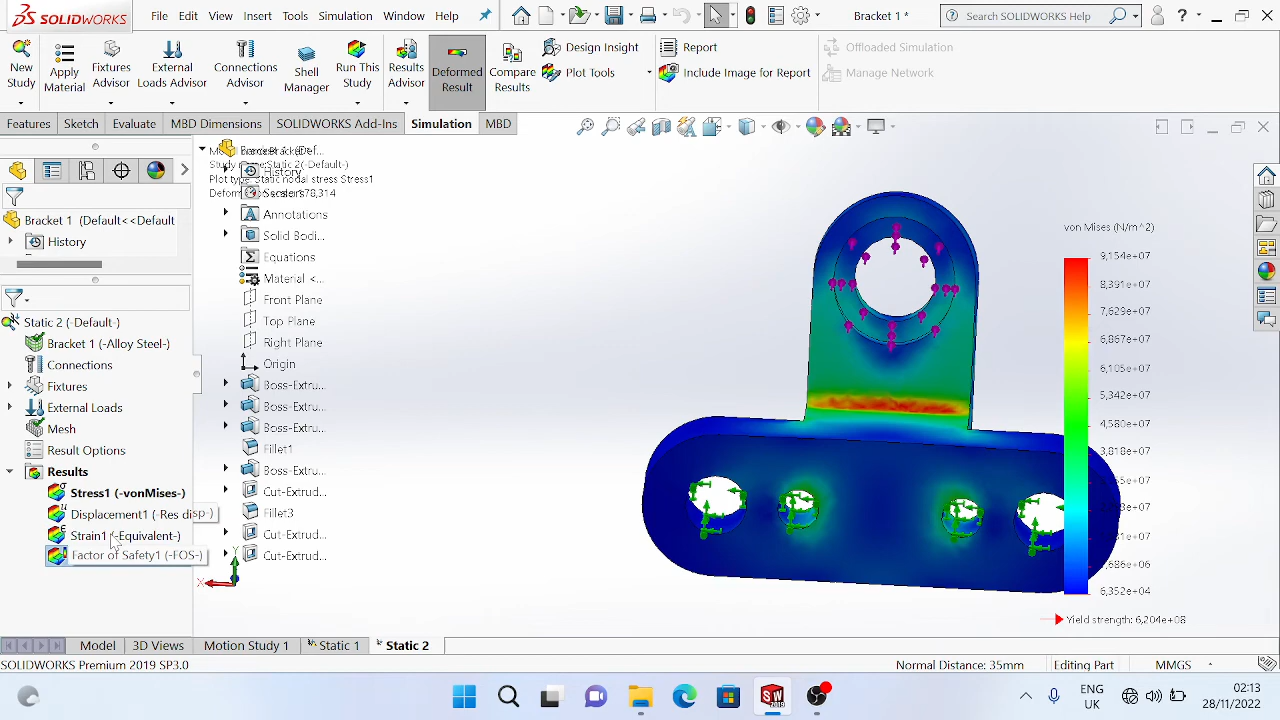 SOLIDWORKS File Edit View Insert Tools Simulation Window Help Bracket 1 * Search SOLIDWORKS Help
New Study
Apply Material
Fixtures Advisor
External Loads Advisor
Connections Advisor
Shell Manager
Run This Study
Results Advisor
Deformed Result
Compare Results
Design Insight
Plot Tools
Report
Include Image for Report
Offloaded Simulation
Manage Network
Features Sketch Evaluate MBD Dimensions SOLIDWORKS Add-Ins Simulation MBD
Bracket 1 (Default<<Default
History
Static 2 (-Default-)
Bracket 1 (-Alloy Steel-)
Connections
Fixtures
External Loads
Mesh
Result Options
Results
Stress1 (-vonMises-)
Displacement1 (-Res disp-)
Strain1 (-Equivalent-)
Factor of Safety1 (-FOS-)
Annotations
Solid Bodi...
Equations
Material <...
Front Plane
Top Plane
Right Plane
Origin
Boss-Extru...
Boss-Extru...
Boss-Extru...
Fillet1
Boss-Extru...
Cut-Extrud...
Fillet3
Cut-Extrud...
Cut-Extrud...
X
von Mises (N/m^2)
7,629e+07
6,867e+07
6,104e+07
5,342e+07
4,580e+07
3,818e+07
3,055e+07
6,352e+04
Yield strength: 6,204e+08
Model 3D Views Motion Study 1 Static 1 Static 2
SOLIDWORKS Premium 2019 SP3.0
Normal Distance: 35mm Editing Part MMGS
ENG
UK
02:13
28/11/2022